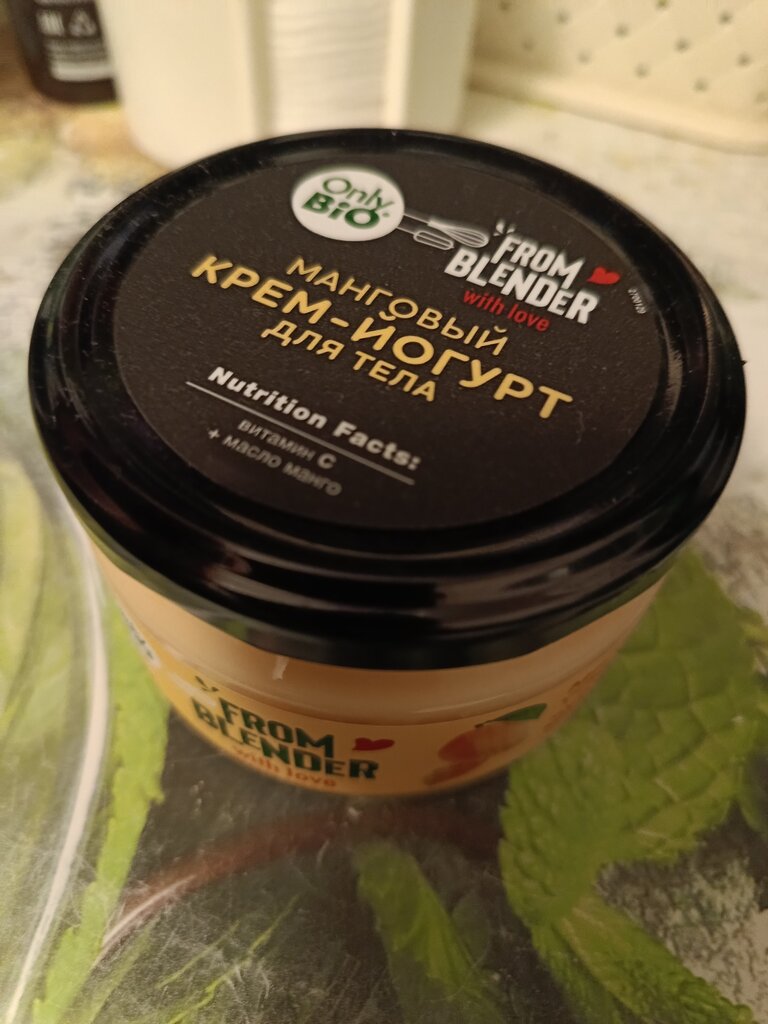 Only
BiO
FROM
BLENDER
with love
МАНГОВЫЙ
КРЕМ-ЙОГУРТ
ДЛЯ ТЕЛА
Nutrition Facts:
витамин С
+ масло манго
FROM
BLENDER
with love